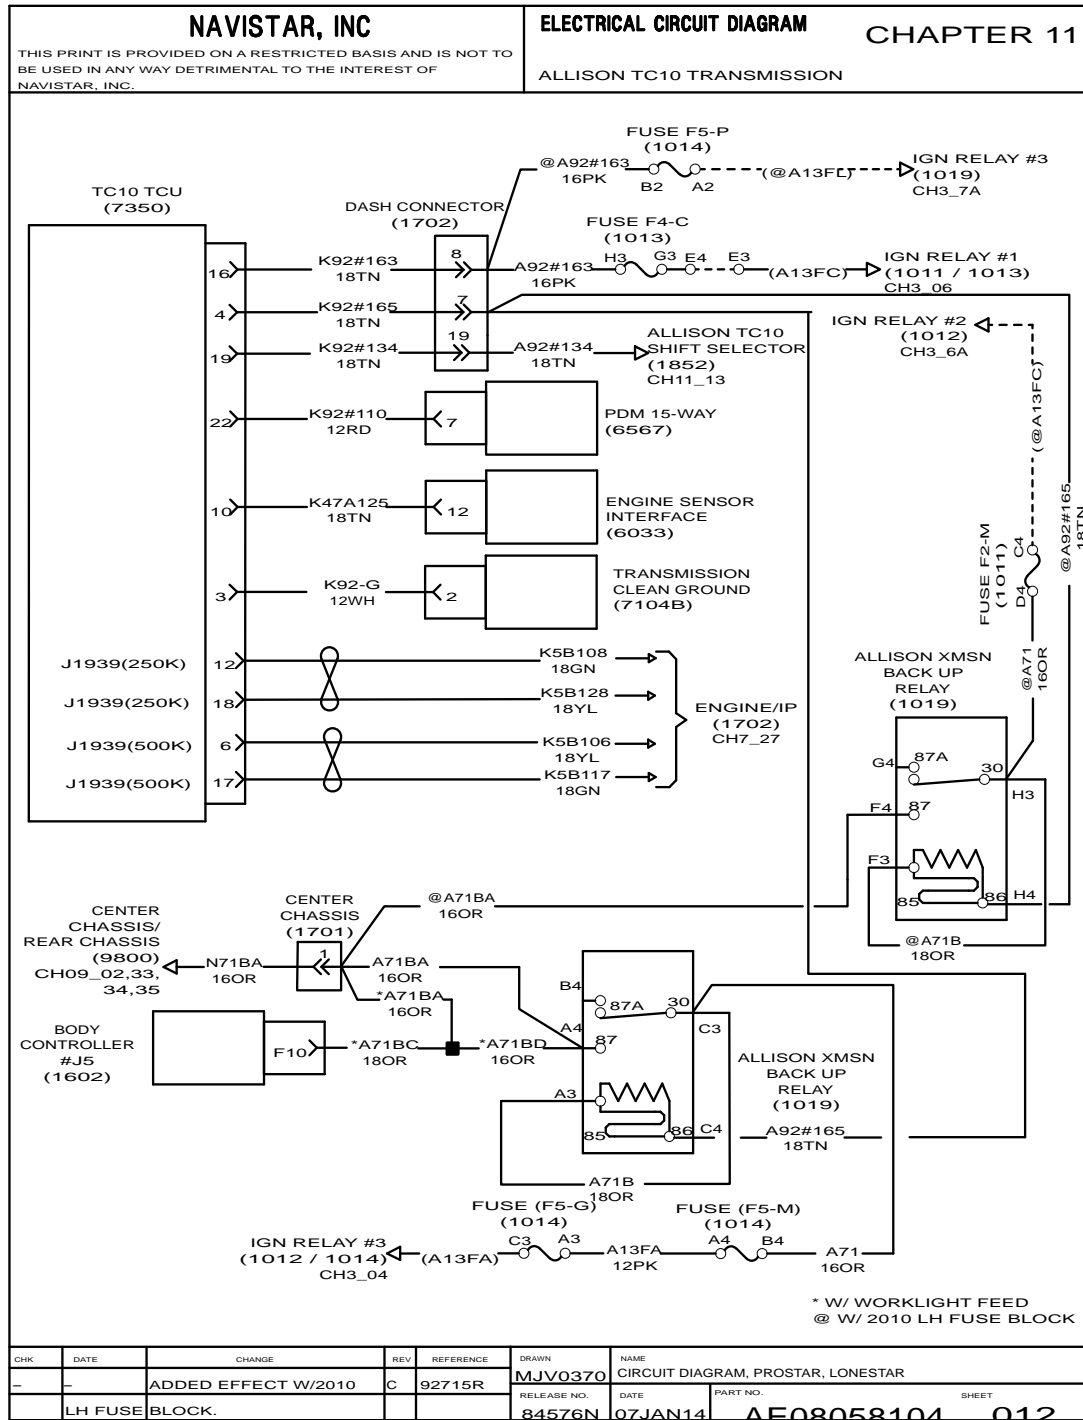 NAVISTAR, INC
THIS PRINT IS PROVIDED ON A RESTRICTED BASIS AND IS NOT TO
BE USED IN ANY WAY DETRIMENTAL TO THE INTEREST OF
NAVISTAR, INC.
ELECTRICAL CIRCUIT DIAGRAM
CHAPTER 11
ALLISON TC10 TRANSMISSION
FUSE F5-P
(1014)
@A92#163
16PK
B2
A2
(@A13FL)
IGN RELAY #3
(1019)
CH3_7A
TC10 TCU
(7350)
DASH CONNECTOR
(1702)
FUSE F4-C
(1013)
16
K92#163
18TN
8
A92#163
16PK
H3
G3
E4
E3
(A13FC)
IGN RELAY #1
(1011 / 1013)
CH3_06
4
K92#165
18TN
7
IGN RELAY #2
(1012)
CH3_6A
19
K92#134
18TN
19
A92#134
18TN
ALLISON TC10
SHIFT SELECTOR
(1852)
CH11_13
(@A13FC)
22
K92#110
12RD
7
PDM 15-WAY
(6567)
10
K47A125
18TN
12
ENGINE SENSOR
INTERFACE
(6033)
@A92#165
18TN
FUSE F2-M
(1011)
C4
D4
3
K92-G
12WH
2
TRANSMISSION
CLEAN GROUND
(7104B)
@A71
16OR
J1939(250K)
12
K5B108
18GN
J1939(250K)
18
K5B128
18YL
J1939(500K)
6
K5B106
18YL
J1939(500K)
17
K5B117
18GN
ENGINE/IP
(1702)
CH7_27
ALLISON XMSN
BACK UP
RELAY
(1019)
G4
87A
30
H3
F4
87
F3
85
86
H4
@A71B
18OR
@A71BA
16OR
CENTER
CHASSIS/
REAR CHASSIS
(9800)
CH09_02,33,
34,35
N71BA
16OR
CENTER
CHASSIS
(1701)
1
A71BA
16OR
*A71BA
16OR
BODY
CONTROLLER
#J5
(1602)
F10
*A71BC
18OR
*A71BD
16OR
B4
87A
30
C3
A4
87
A3
85
86
C4
ALLISON XMSN
BACK UP
RELAY
(1019)
A92#165
18TN
A71B
18OR
FUSE (F5-G)
(1014)
FUSE (F5-M)
(1014)
IGN RELAY #3
(1012 / 1014)
CH3_04
(A13FA)
C3
A3
A13FA
12PK
A4
B4
A71
16OR
* W/ WORKLIGHT FEED
@ W/ 2010 LH FUSE BLOCK
CHK
DATE
CHANGE
REV
REFERENCE
DRAWN
NAME
–
–
ADDED EFFECT W/2010
C
92715R
MJV0370
CIRCUIT DIAGRAM, PROSTAR, LONESTAR
LH FUSE BLOCK.
RELEASE NO.
DATE
PART NO.
SHEET
84576N
07JAN14
AE08058104
012